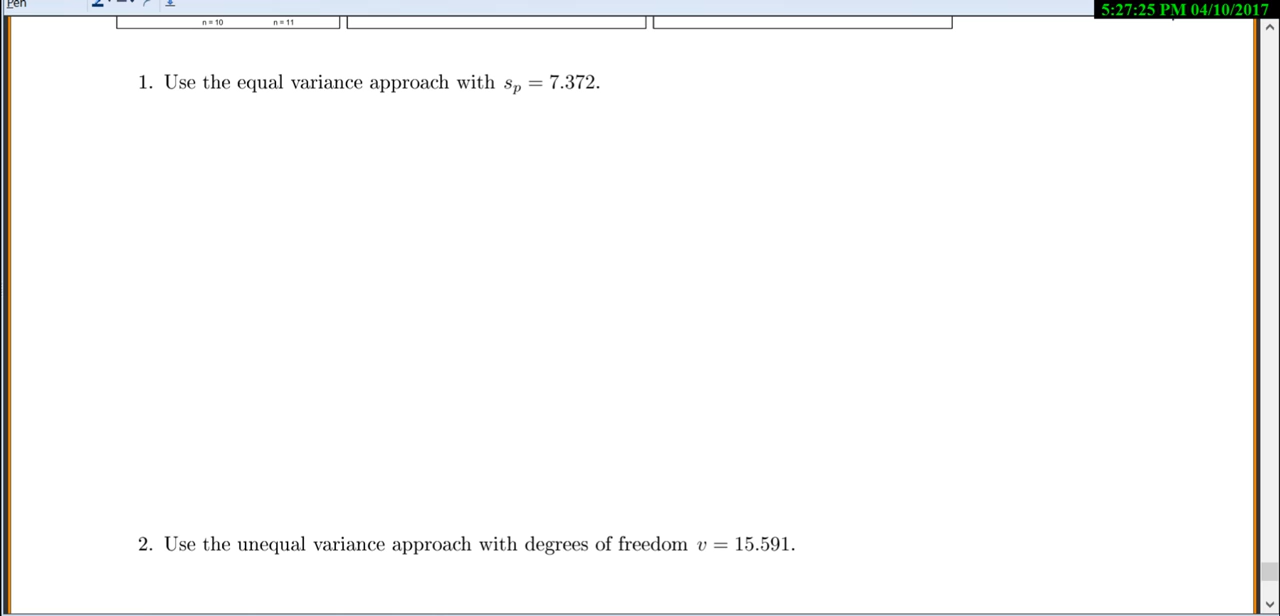 Pen
5:27:25 PM 04/10/2017
n = 10 n = 11
1. Use the equal variance approach with sₚ = 7.372.
2. Use the unequal variance approach with degrees of freedom v = 15.591.